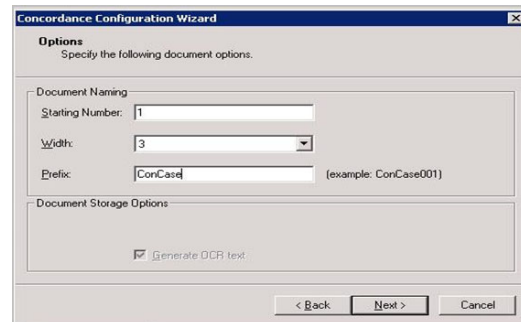 Concordance Configuration Wizard
Options
Specify the following document options.
Document Naming
Starting Number: 1
Width: 3
Prefix: ConCase (example: ConCase001)
Document Storage Options
Generate OCR text
< Back Next > Cancel